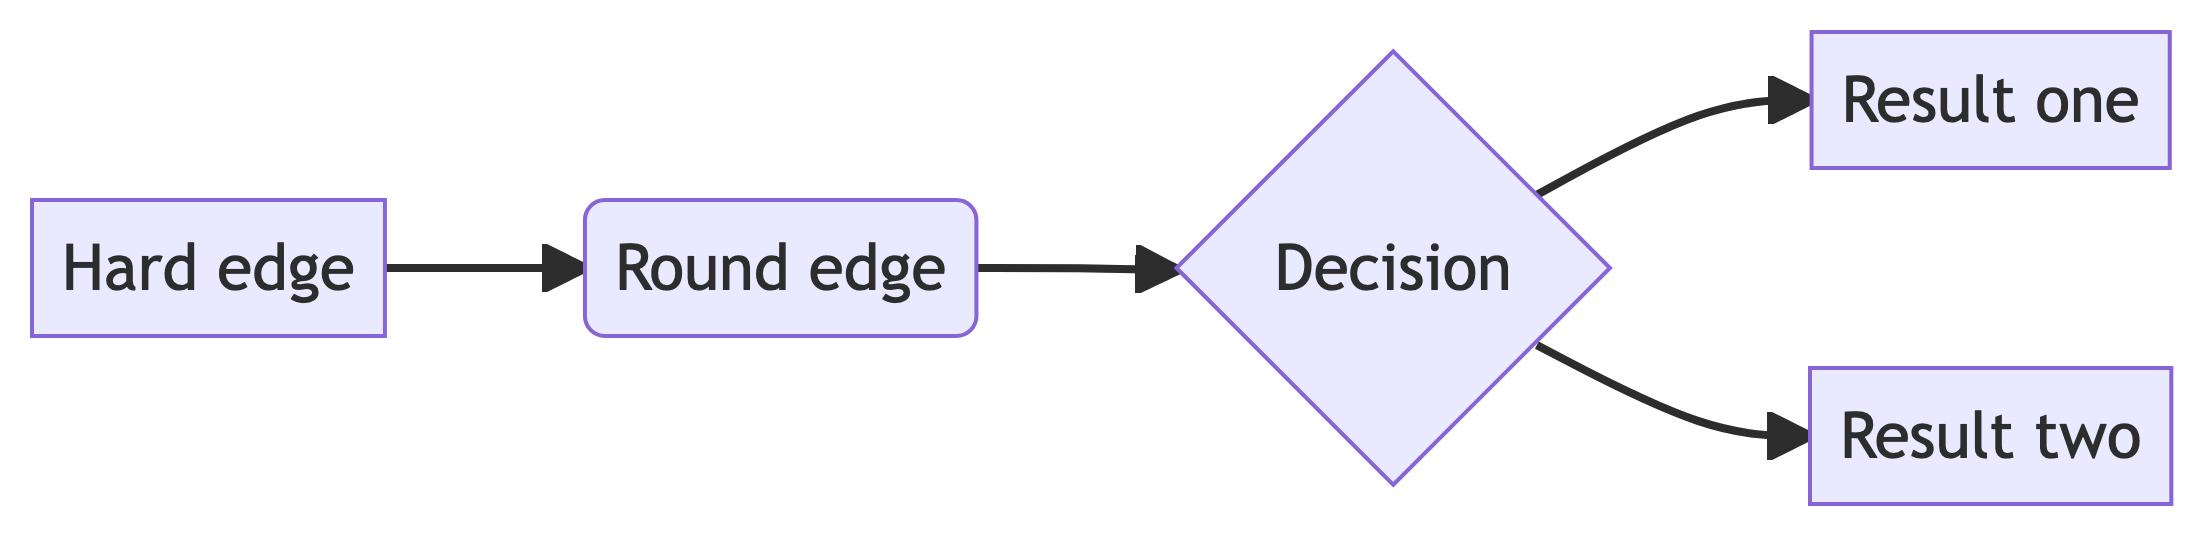 Hard edge
Round edge
Decision
Result one
Result two